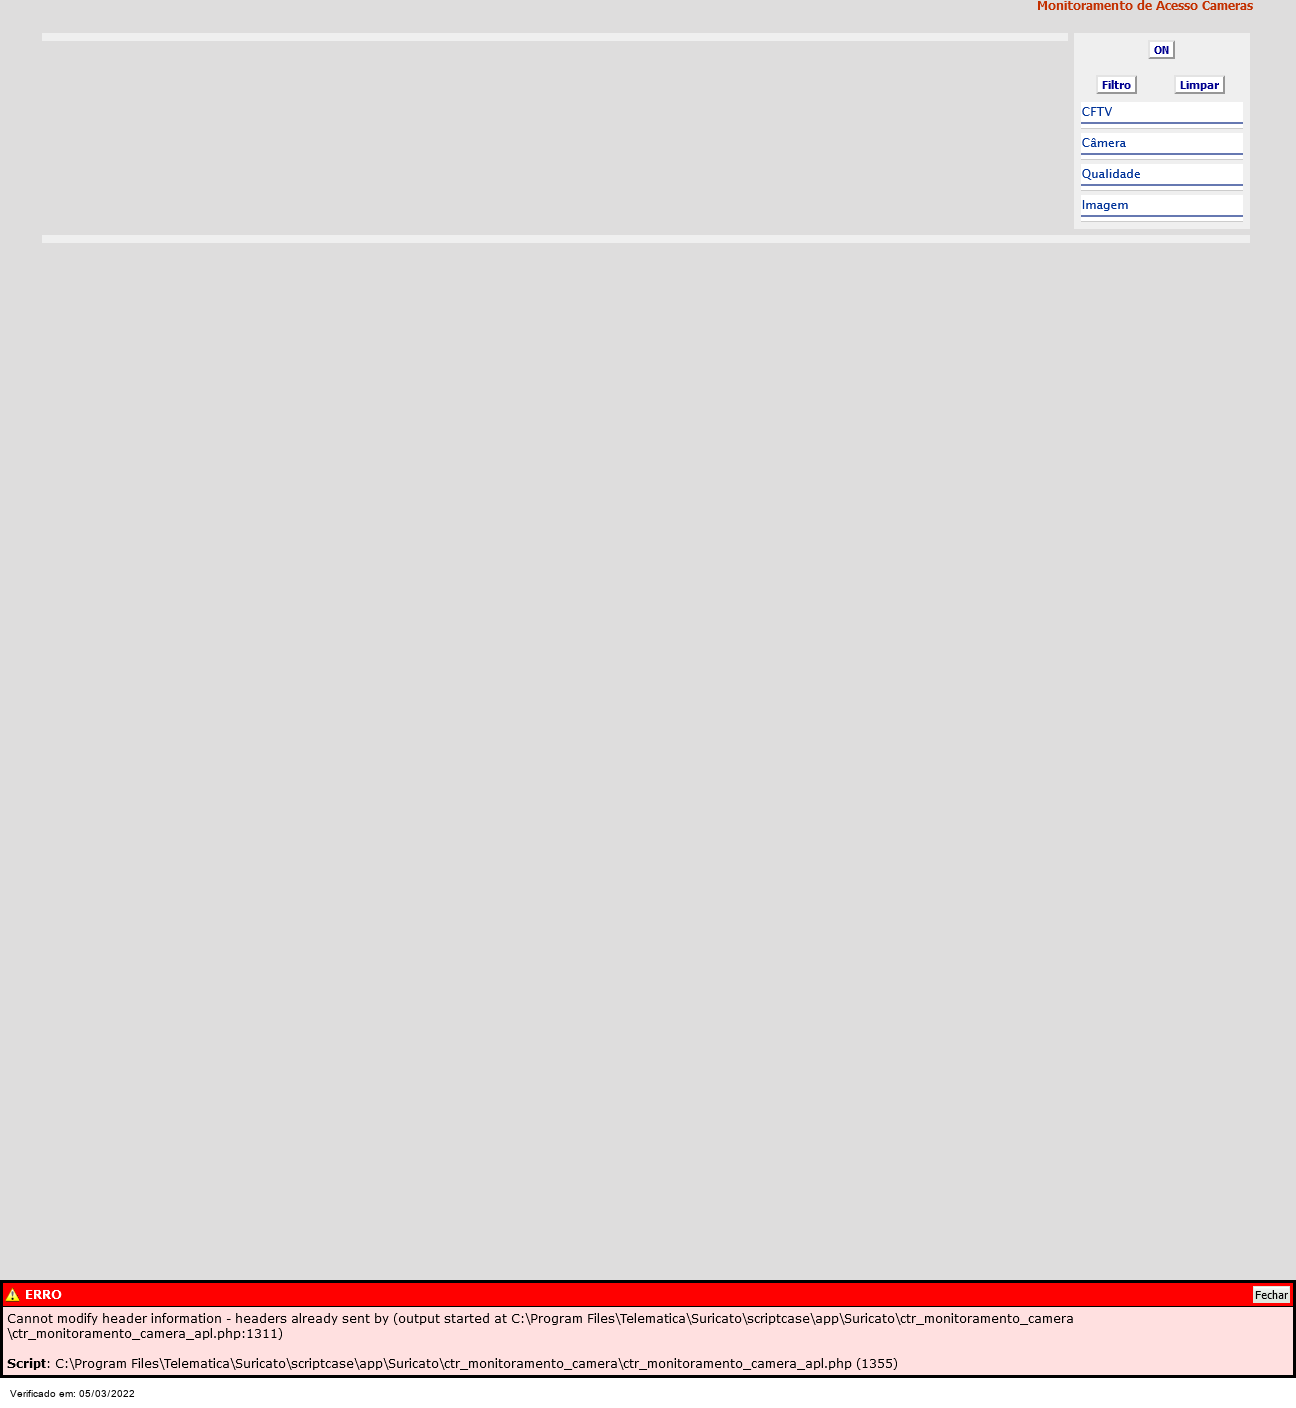 Monitoramento de Acesso Cameras
ON
Filtro Limpar
CFTV
Câmera
Qualidade
Imagem
ERRO Fechar
Cannot modify header information - headers already sent by (output started at C:\Program Files\Telematica\Suricato\scriptcase\app\Suricato\ctr_monitoramento_camera
\ctr_monitoramento_camera_apl.php:1311)
Script: C:\Program Files\Telematica\Suricato\scriptcase\app\Suricato\ctr_monitoramento_camera\ctr_monitoramento_camera_apl.php (1355)
Verificado em: 05/03/2022